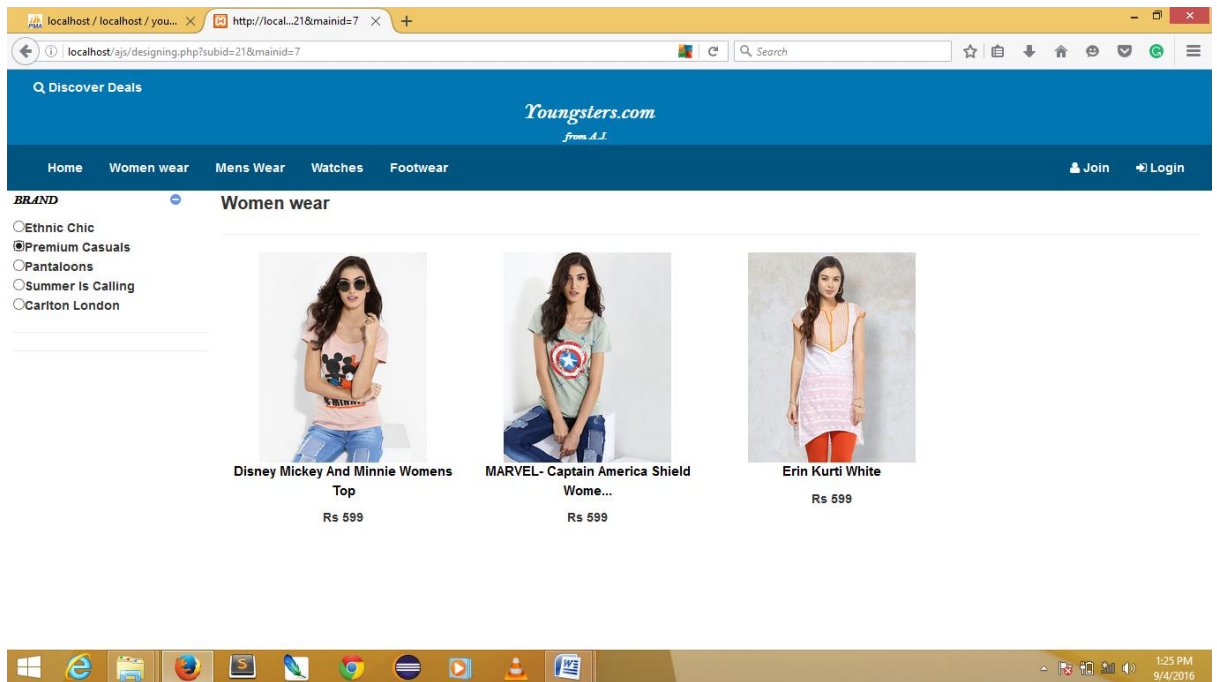 localhost / localhost / you...
http://local...21&mainid=7
localhost/ajs/designing.php?subid=21&mainid=7
Search
Discover Deals
Youngsters.com
from A.J.
Home Women wear Mens Wear Watches Footwear Join Login
BRAND
Ethnic Chic
Premium Casuals
Pantaloons
Summer Is Calling
Carlton London
Women wear
& MINNIE
Disney Mickey And Minnie Womens
Top
Rs 599
MARVEL- Captain America Shield
Wome...
Rs 599
Erin Kurti White
Rs 599
1:25 PM
9/4/2016